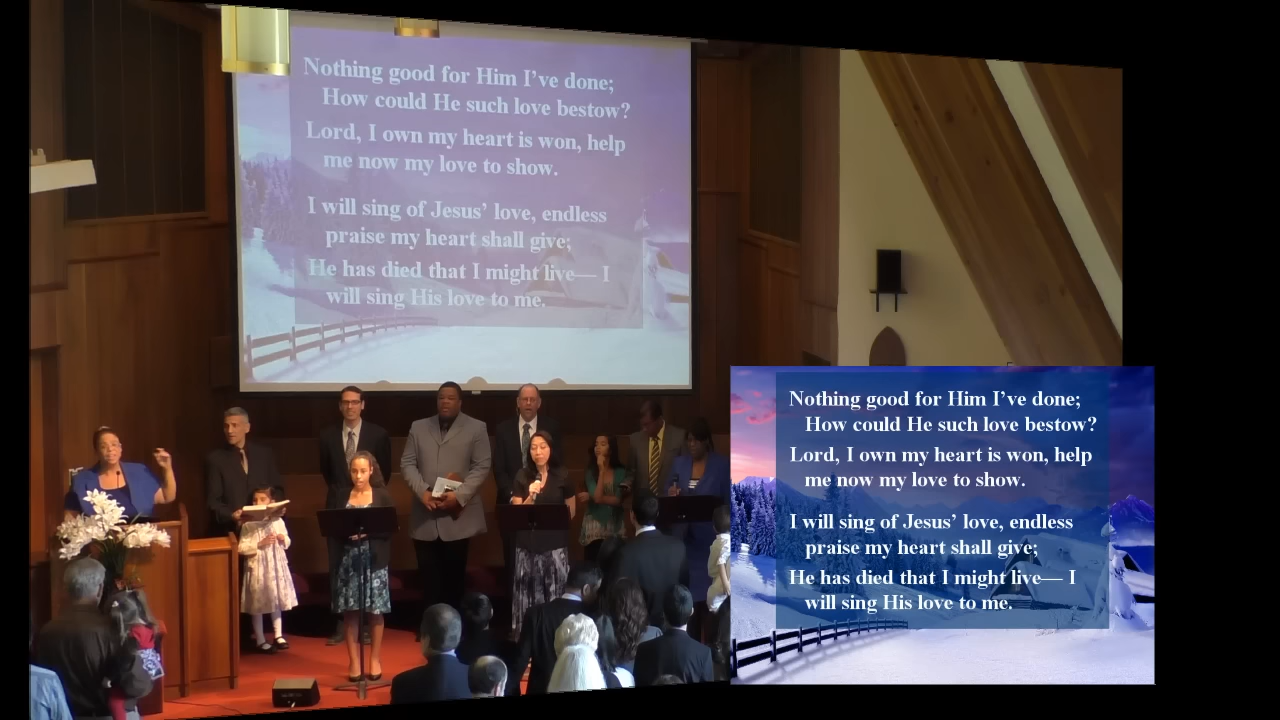 Nothing good for Him I've done;
How could He such love bestow?
Lord, I own my heart is won, help
me now my love to show.
I will sing of Jesus' love, endless
praise my heart shall give;
He has died that I might live— I
will sing His love to me.
Nothing good for Him I've done;
How could He such love bestow?
Lord, I own my heart is won, help
me now my love to show.
I will sing of Jesus' love, endless
praise my heart shall give;
He has died that I might live— I
will sing His love to me.